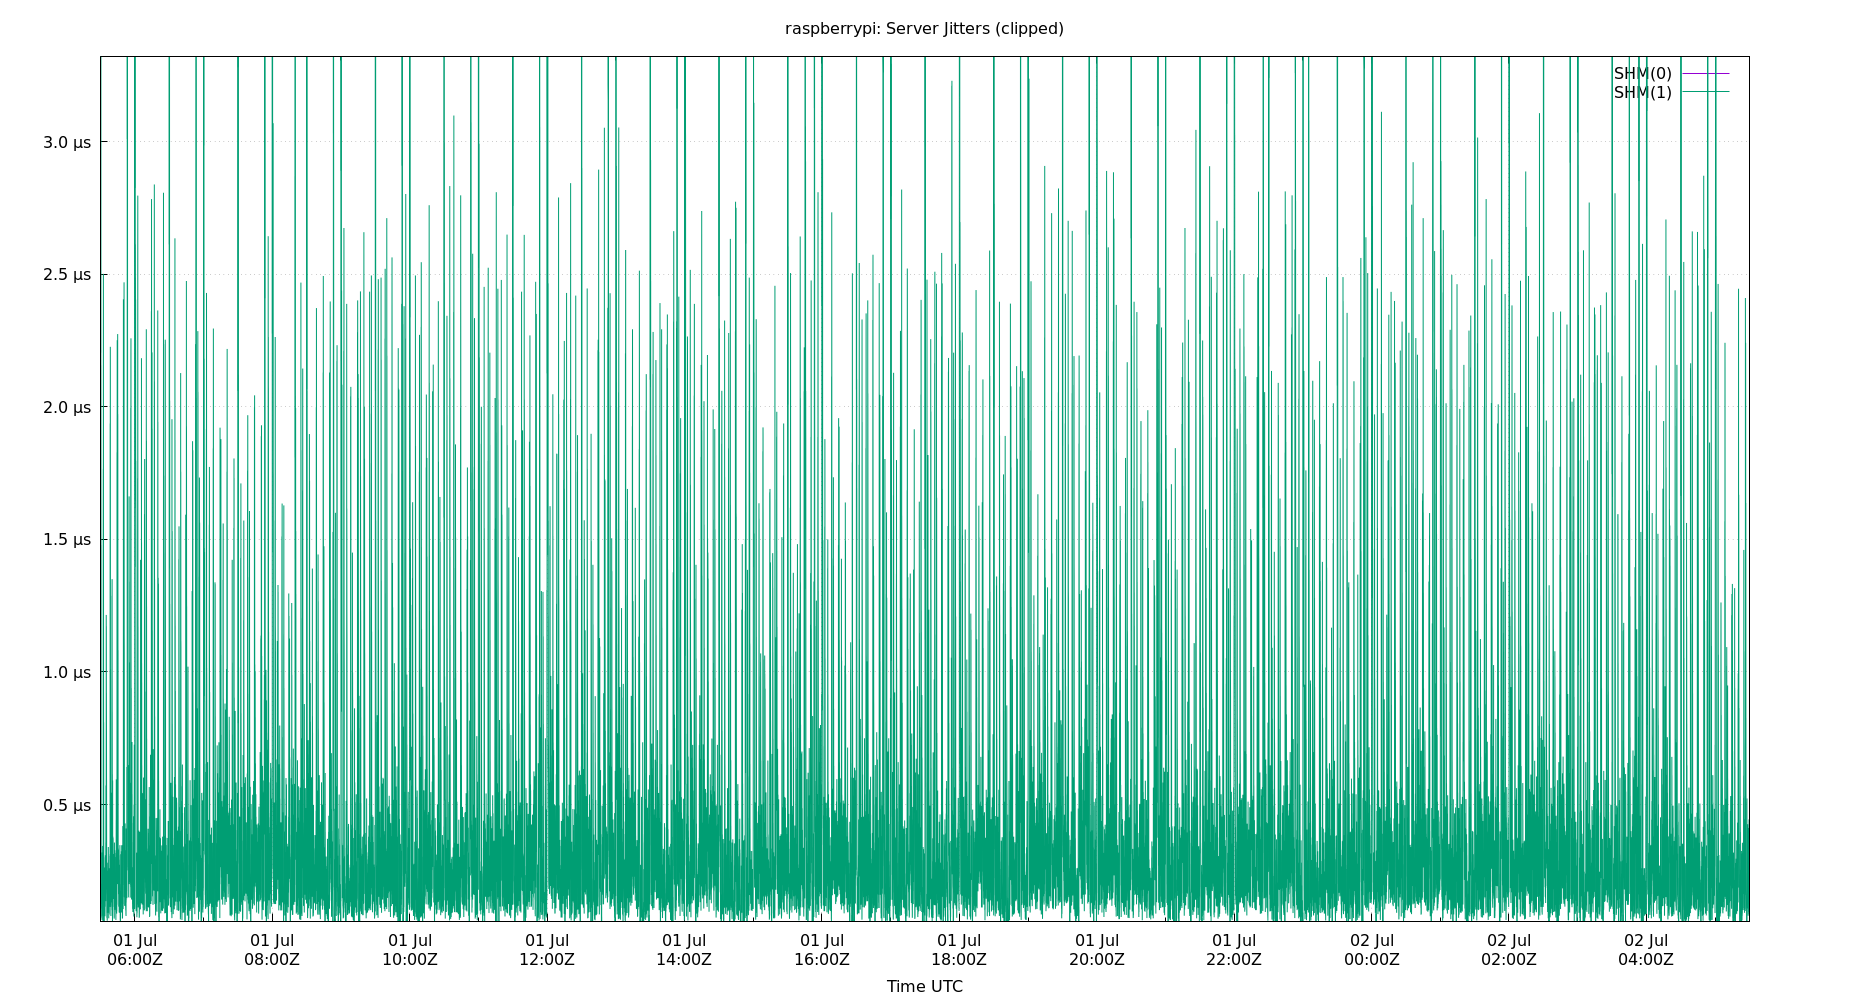 raspberrypi: Server Jitters (clipped)
SHM(0)
SHM(1)
3.0 µs
2.5 µs
2.0 µs
1.5 µs
1.0 µs
0.5 µs
01 Jul 01 Jul 01 Jul 01 Jul 01 Jul 01 Jul 01 Jul 01 Jul 01 Jul 02 Jul 02 Jul 02 Jul
06:00Z 08:00Z 10:00Z 12:00Z 14:00Z 16:00Z 18:00Z 20:00Z 22:00Z 00:00Z 02:00Z 04:00Z
Time UTC